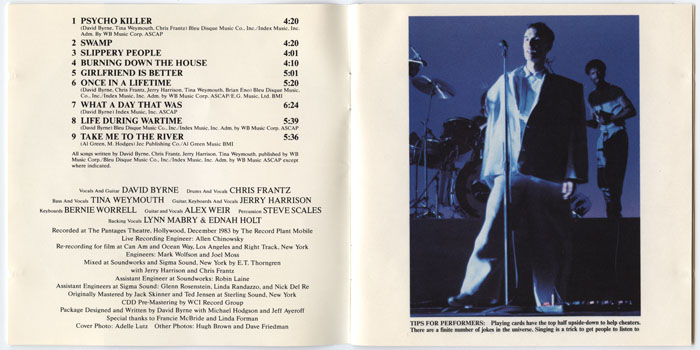 1 PSYCHO KILLER 4:20
(David Byrne, Tina Weymouth, Chris Frantz) Bleu Disque Music Co., Inc./Index Music, Inc.
Adm. By WB Music Corp. ASCAP
2 SWAMP 4:20
3 SLIPPERY PEOPLE 4:01
4 BURNING DOWN THE HOUSE 4:10
5 GIRLFRIEND IS BETTER 5:01
6 ONCE IN A LIFETIME 5:20
(David Byrne, Chris Frantz, Jerry Harrison, Tina Weymouth, Brian Eno) Bleu Disque Music,
Co., Inc./Index Music, Inc. Adm. by WB Music Corp. ASCAP/E.G. Music, Ltd. BMI
7 WHAT A DAY THAT WAS 6:24
(David Byrne) Index Music, Inc. ASCAP
8 LIFE DURING WARTIME 5:39
(David Byrne) Bleu Disque Music Co., Inc./Index Music, Inc. Adm. by WB Music Corp. ASCAP
9 TAKE ME TO THE RIVER 5:36
(Al Green, M. Hodges) Jec Publishing Co./Al Green Music BMI
All songs written by David Byrne, Chris Frantz, Jerry Harrison, Tina Weymouth, published by WB
Music Corp./Bleu Disque Music Co., Inc./Index Music, Inc. Adm by WB Music ASCAP except
where indicated.
Vocals And Guitar DAVID BYRNE Drums And Vocals CHRIS FRANTZ
Bass And Vocals TINA WEYMOUTH Guitar, Keyboards And Vocals JERRY HARRISON
Keyboards BERNIE WORRELL Guitar and Vocals ALEX WEIR Percussion STEVE SCALES
Backing Vocals LYNN MABRY & EDNAH HOLT
Recorded at The Pantages Theatre, Hollywood, December 1983 by The Record Plant Mobile
Live Recording Engineer: Allen Chinowsky
Re-recording for film at Can Am and Ocean Way, Los Angeles and Right Track, New York
Engineers: Mark Wolfson and Joel Moss
Mixed at Soundworks and Sigma Sound, New York by E.T. Thorngren
with Jerry Harrison and Chris Frantz
Assistant Engineer at Soundworks: Robin Laine
Assistant Engineers at Sigma Sound: Glenn Rosenstein, Linda Randazzo, and Nick Del Re
Originally Mastered by Jack Skinner and Ted Jensen at Sterling Sound, New York
CDD Pre-Mastering by WCI Record Group
Package Designed and Written by David Byrne with Michael Hodgson and Jeff Ayeroff
Special thanks to Francie McBride and Linda Forman
Cover Photo: Adelle Lutz Other Photos: Hugh Brown and Dave Friedman
TIPS FOR PERFORMERS: Playing cards have the top half upside-down to help cheaters.
There are a finite number of jokes in the universe. Singing is a trick to get people to listen to